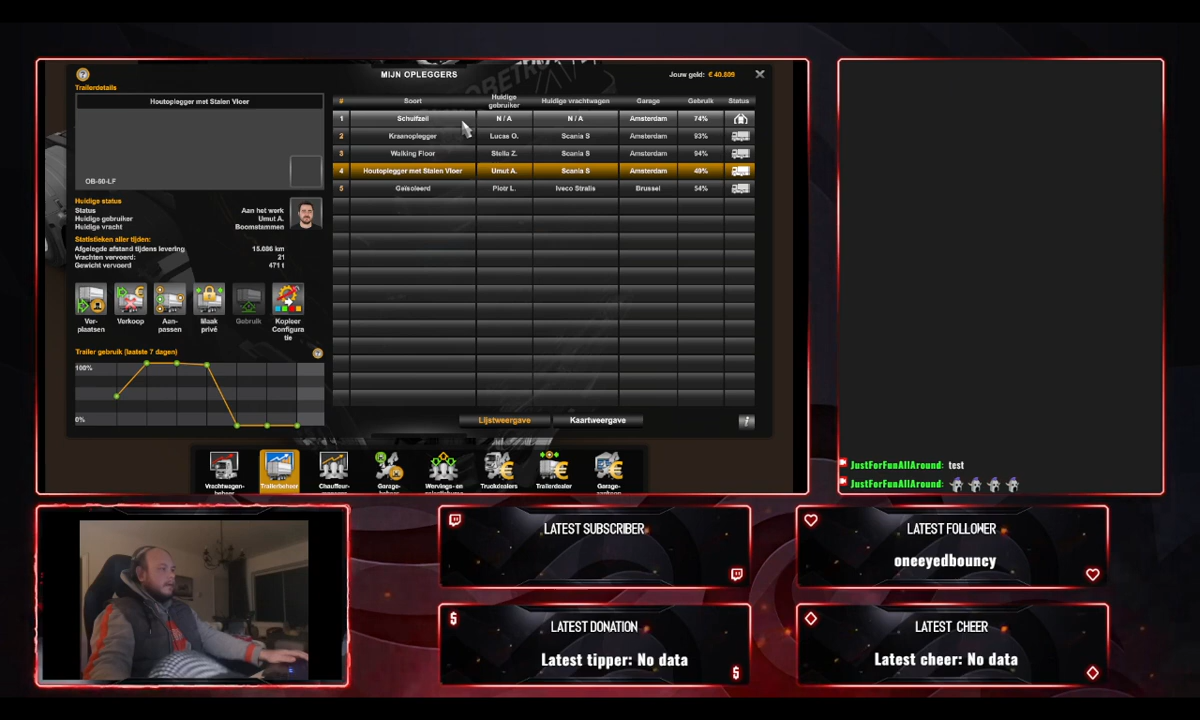 MIJN OPLEGGERS
Jouw geld: € 40.809
Trailerdetails
Houtoplegger met Stalen Vloer
OB-60-LF
Huidige status
Status Aan het werk
Huidige gebruiker Umut A.
Huidige vracht Boomstammen
Statistieken aller tijden:
Afgelegde afstand tijdens levering 15.086 km
Vrachten vervoerd: 21
Gewicht vervoerd 471 t
Ver-
plaatsen
Verkoop
Aan-
passen
Maak
privé
Gebruik
Kopieer
Configura
tie
Trailer gebruik (laatste 7 dagen)
100%
0%
# Soort Huidige gebruiker Huidige vrachtwagen Garage Gebruik Status
1 Schuifzeil N / A N / A Amsterdam 74%
2 Kraanoplegger Lucas O. Scania S Amsterdam 93%
3 Walking Floor Stella Z. Scania S Amsterdam 94%
4 Houtoplegger met Stalen Vloer Umut A. Scania S Amsterdam 49%
5 Geïsoleerd Piotr L. Iveco Stralis Brussel 54%
Lijstweergave Kaartweergave
Vrachtwagen-
Trailerbeheer
Chauffeur-
Garage-
Wervings-en
Truckdealers
Trailerdealer
Garage-
JustForFunAllAround: test
JustForFunAllAround:
LATEST SUBSCRIBER
LATEST FOLLOWER
oneeyedbouncy
LATEST DONATION
Latest tipper: No data
LATEST CHEER
Latest cheer: No data